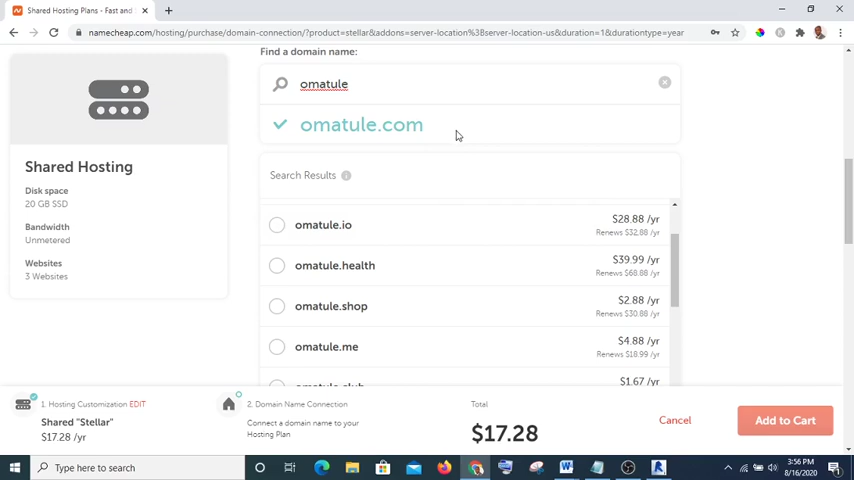 Shared Hosting Plans - Fast and S
namecheap.com/hosting/purchase/domain-connection/?product=stellar&addons=server-location%3Bserver-location-us&duration=1&durationtype=year
Find a domain name:
omatule
omatule.com
Shared Hosting
Disk space
20 GB SSD
Bandwidth
Unmetered
Websites
3 Websites
Search Results
omatule.io
$28.88 /yr
Renews $32.88 /yr
omatule.health
$39.99 /yr
Renews $68.88 /yr
omatule.shop
$2.88 /yr
Renews $30.88 /yr
omatule.me
$4.88 /yr
Renews $18.99 /yr
omatule.club
$1.67 /yr
1. Hosting Customization EDIT
Shared "Stellar"
$17.28 /yr
2. Domain Name Connection
Connect a domain name to your
Hosting Plan
Total
$17.28
Cancel
Add to Cart
Type here to search
3:56 PM
8/16/2020